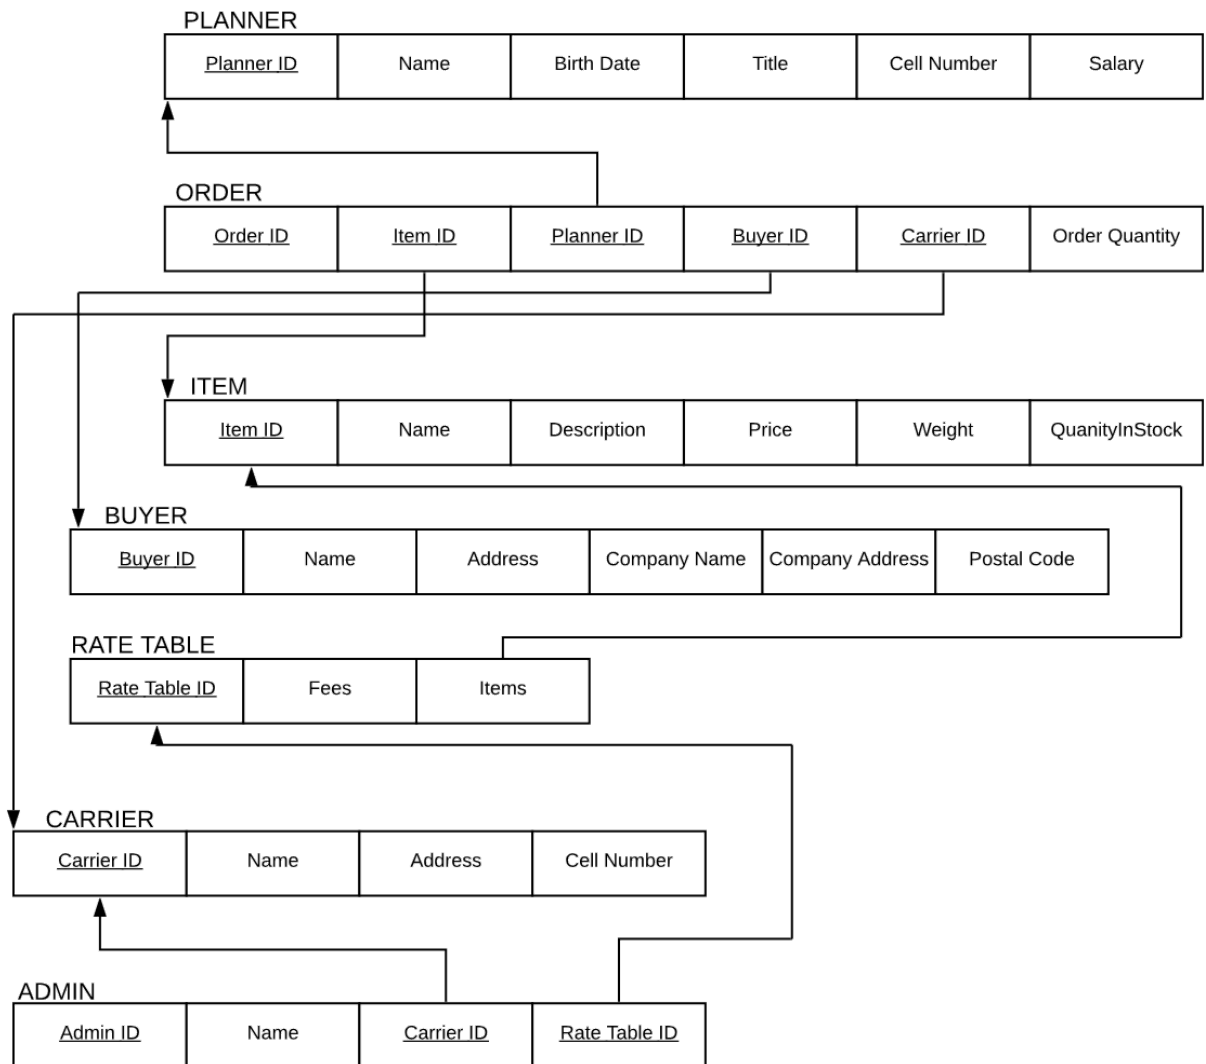 PLANNER
Planner ID Name Birth Date Title Cell Number Salary
ORDER
Order ID Item ID Planner ID Buyer ID Carrier ID Order Quantity
ITEM
Item ID Name Description Price Weight QuanityInStock
BUYER
Buyer ID Name Address Company Name Company Address Postal Code
RATE TABLE
Rate Table ID Fees Items
CARRIER
Carrier ID Name Address Cell Number
ADMIN
Admin ID Name Carrier ID Rate Table ID